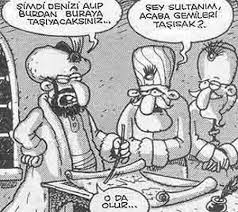 ŞİMDİ DENİZİ ALIP
BURDAN BURAYA
TAŞIYACAKSINIZ...
ŞEY SULTANIM,
ACABA GEMİLERİ
TAŞISAK?
O DA
OLUR...